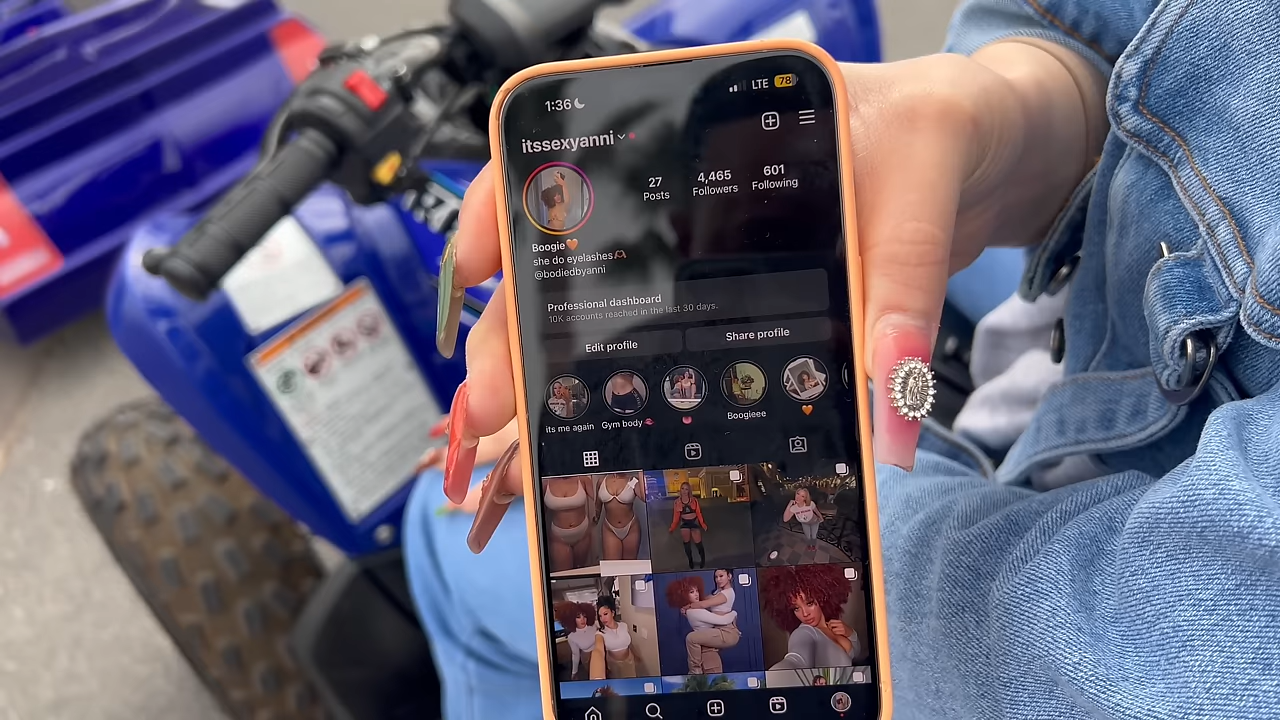 1:36
LTE 78
itssexyanni
27 4,465 601
Posts Followers Following
Boogie🧡
she do eyelashes🫶🏽
@bodiedbyanni
Professional dashboard
10K accounts reached in the last 30 days.
Edit profile Share profile
its me again Gym body Boogieee